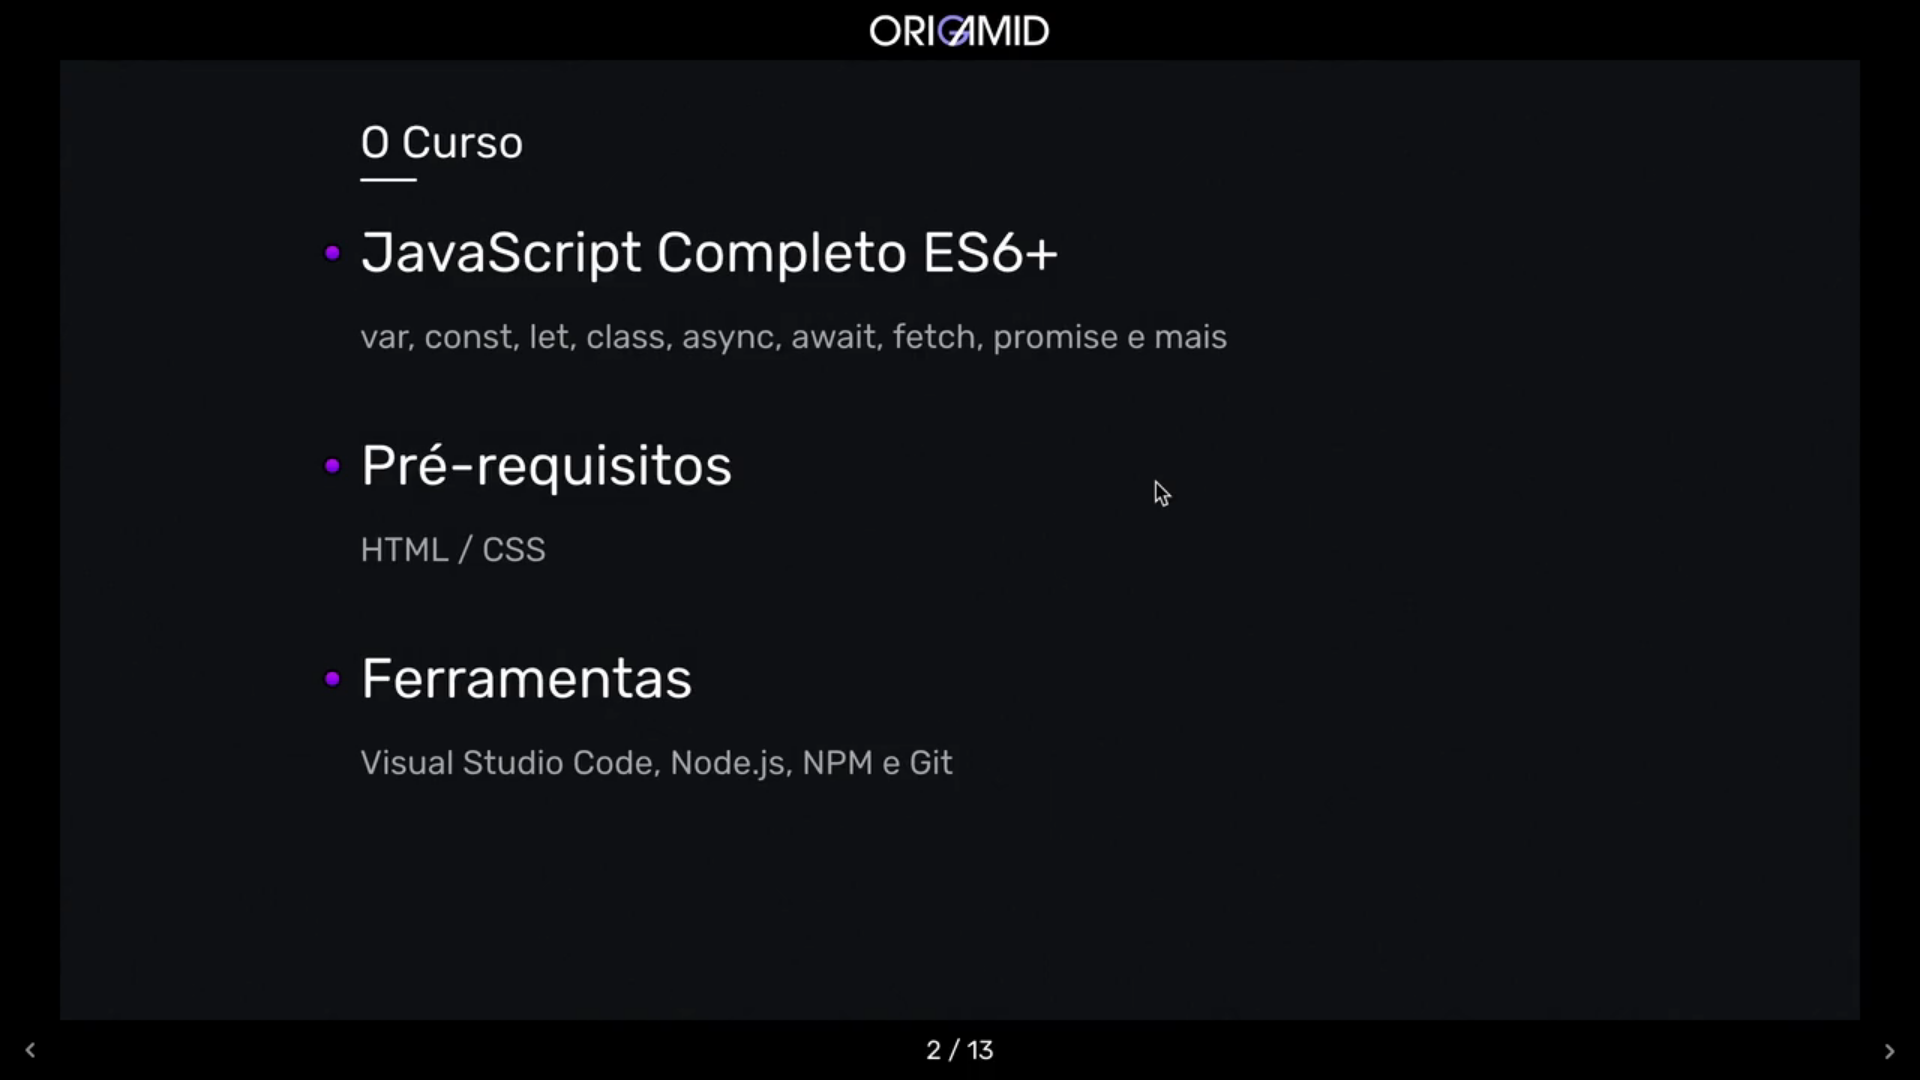 ORIGAMID
O Curso
JavaScript Completo ES6+
var, const, let, class, async, await, fetch, promise e mais
Pré-requisitos
HTML / CSS
Ferramentas
Visual Studio Code, Node.js, NPM e Git
2 / 13